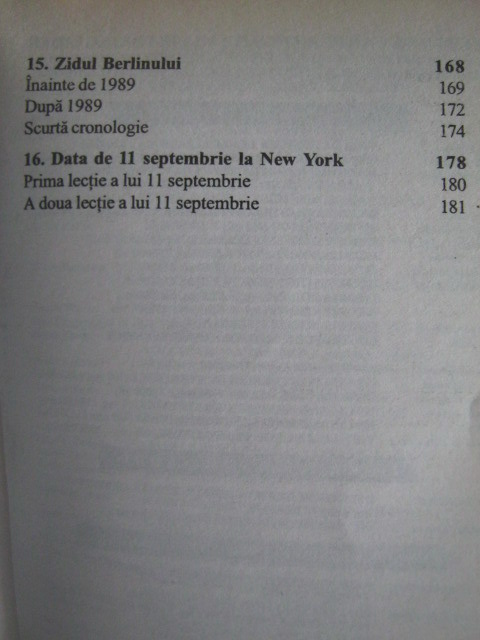 15. Zidul Berlinului 168
Înainte de 1989 169
După 1989 172
Scurtă cronologie 174
16. Data de 11 septembrie la New York 178
Prima lecție a lui 11 septembrie 180
A doua lecție a lui 11 septembrie 181